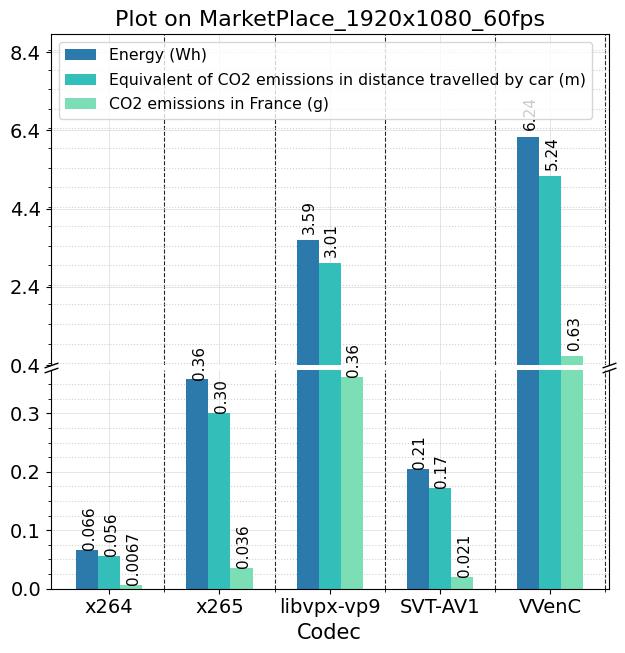 Plot on MarketPlace_1920x1080_60fps
Energy (Wh)
Equivalent of CO2 emissions in distance travelled by car (m)
CO2 emissions in France (g)
8.4
6.4
4.4
2.4
0.4
0.3
0.2
0.1
0.0
0.066
0.056
0.0067
0.36
0.30
0.036
3.59
3.01
0.36
0.21
0.17
0.021
6.24
5.24
0.63
x264
x265
libvpx-vp9
SVT-AV1
VVenC
Codec